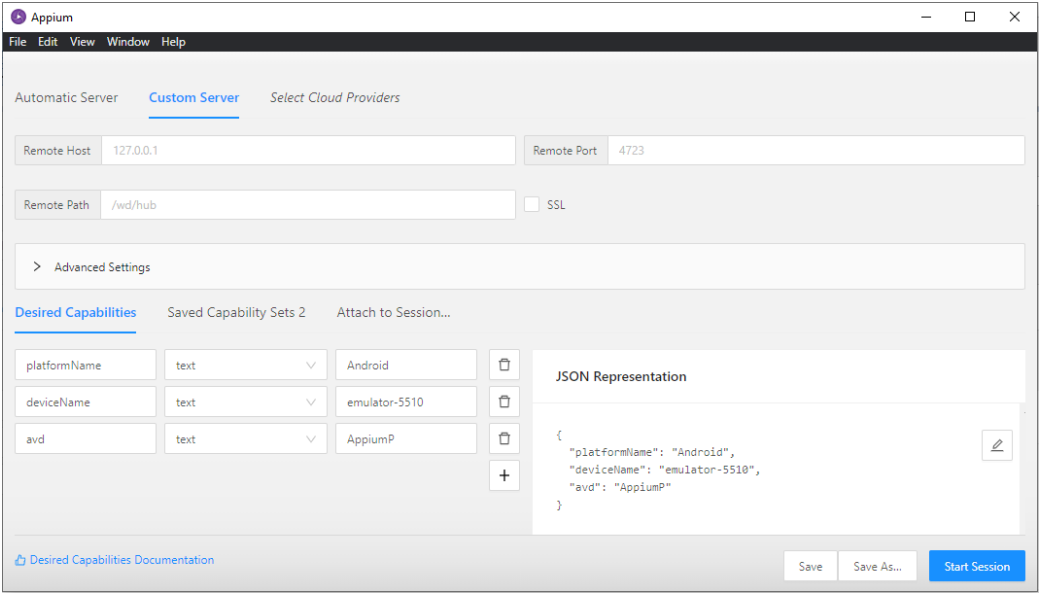 Appium
File Edit View Window Help
Automatic Server Custom Server Select Cloud Providers
Remote Host 127.0.0.1 Remote Port 4723
Remote Path /wd/hub SSL
Advanced Settings
Desired Capabilities Saved Capability Sets 2 Attach to Session...
platformName text Android
deviceName text emulator-5510
avd text AppiumP
JSON Representation
{
"platformName": "Android",
"deviceName": "emulator-5510",
"avd": "AppiumP"
}
Desired Capabilities Documentation
Save Save As... Start Session